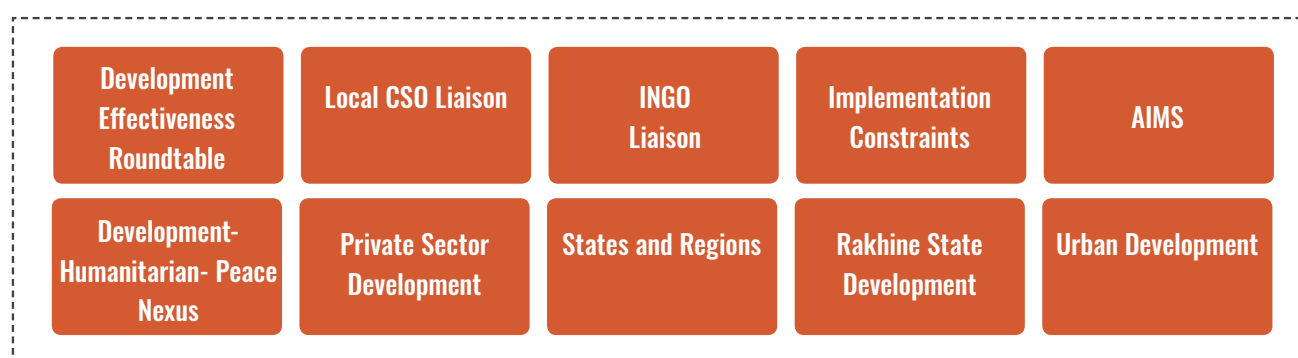 Development
Effectiveness
Roundtable
Local CSO Liaison
INGO
Liaison
Implementation
Constraints
AIMS
Development-
Humanitarian- Peace
Nexus
Private Sector
Development
States and Regions
Rakhine State
Development
Urban Development